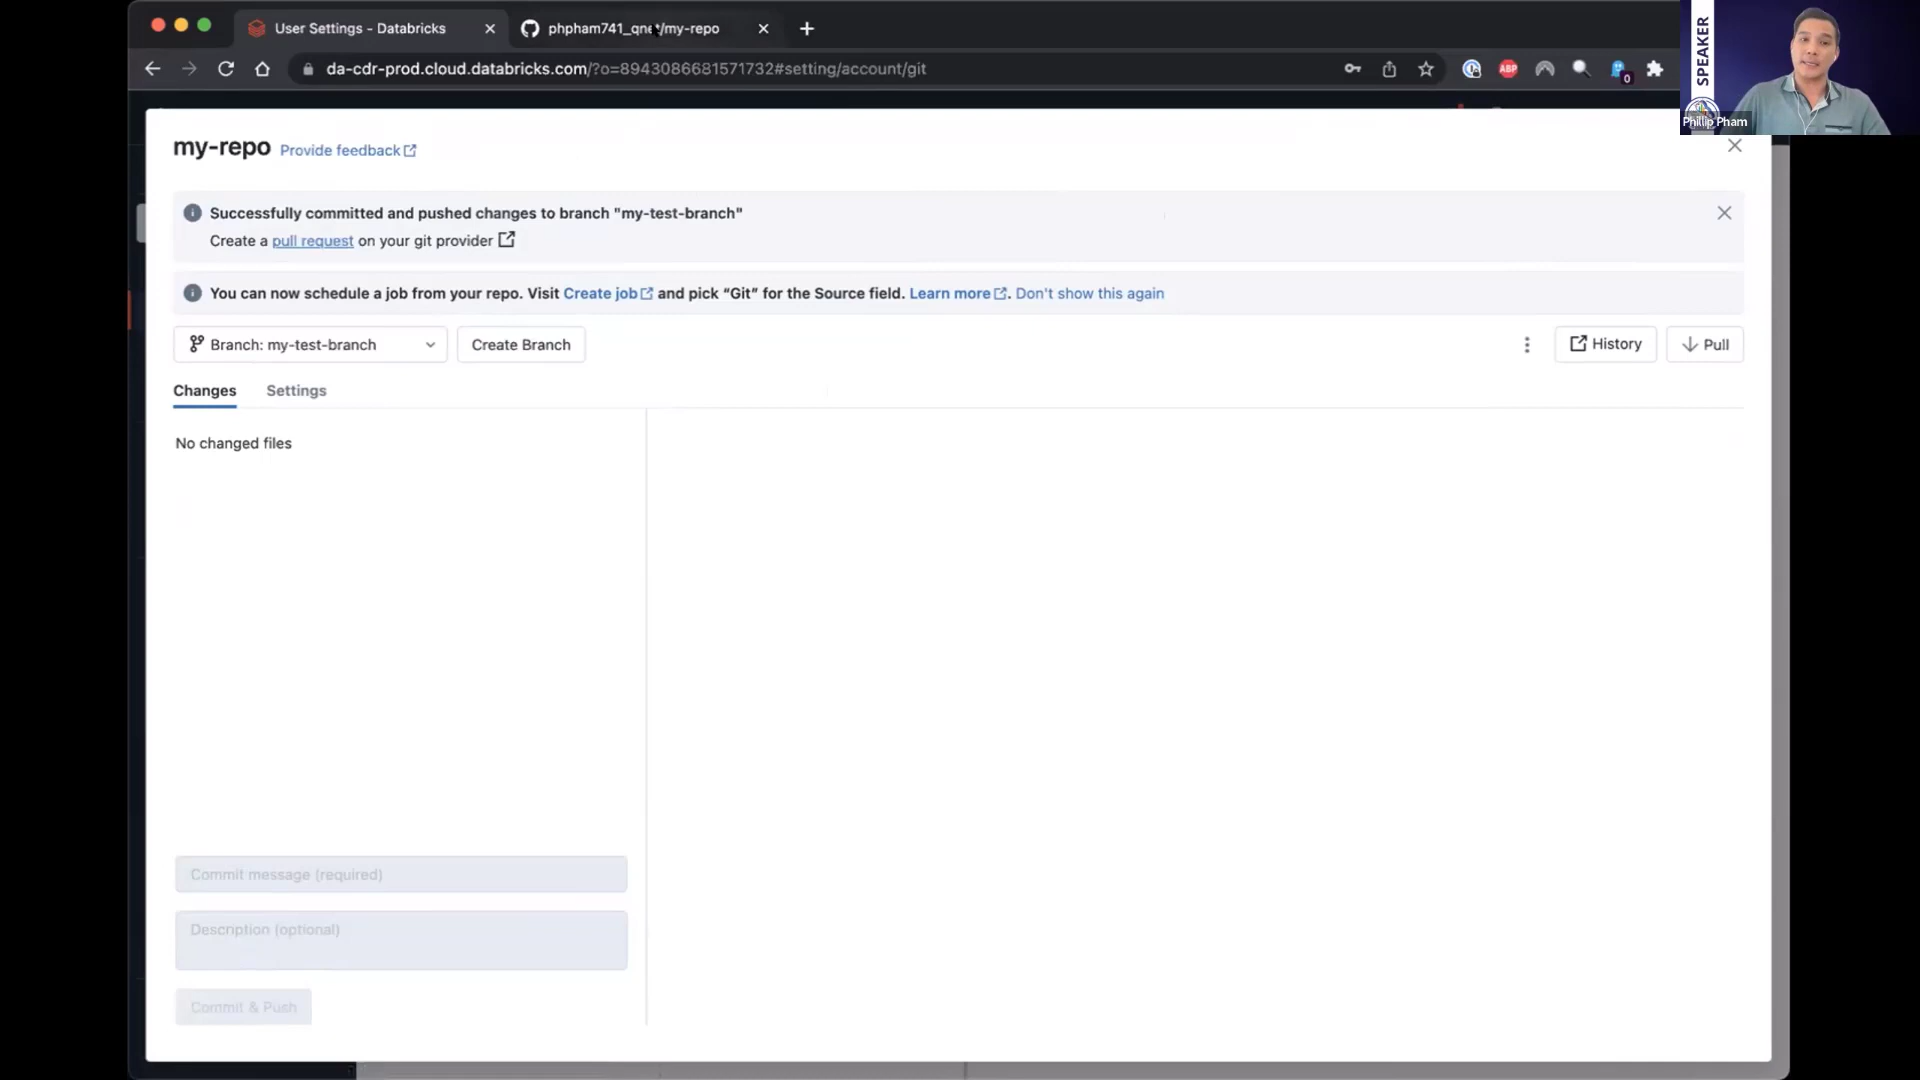 User Settings - Databricks
phpham741_qnet/my-repo
SPEAKER
da-cdr-prod.cloud.databricks.com/?o=8943086681571732#setting/account/git
ABP
0
Phillip Pham
my-repo Provide feedback
Successfully committed and pushed changes to branch "my-test-branch"
Create a pull request on your git provider
You can now schedule a job from your repo. Visit Create job and pick “Git” for the Source field. Learn more. Don't show this again
Branch: my-test-branch
Create Branch
History
Pull
Changes
Settings
No changed files
Commit message (required)
Description (optional)
Commit & Push